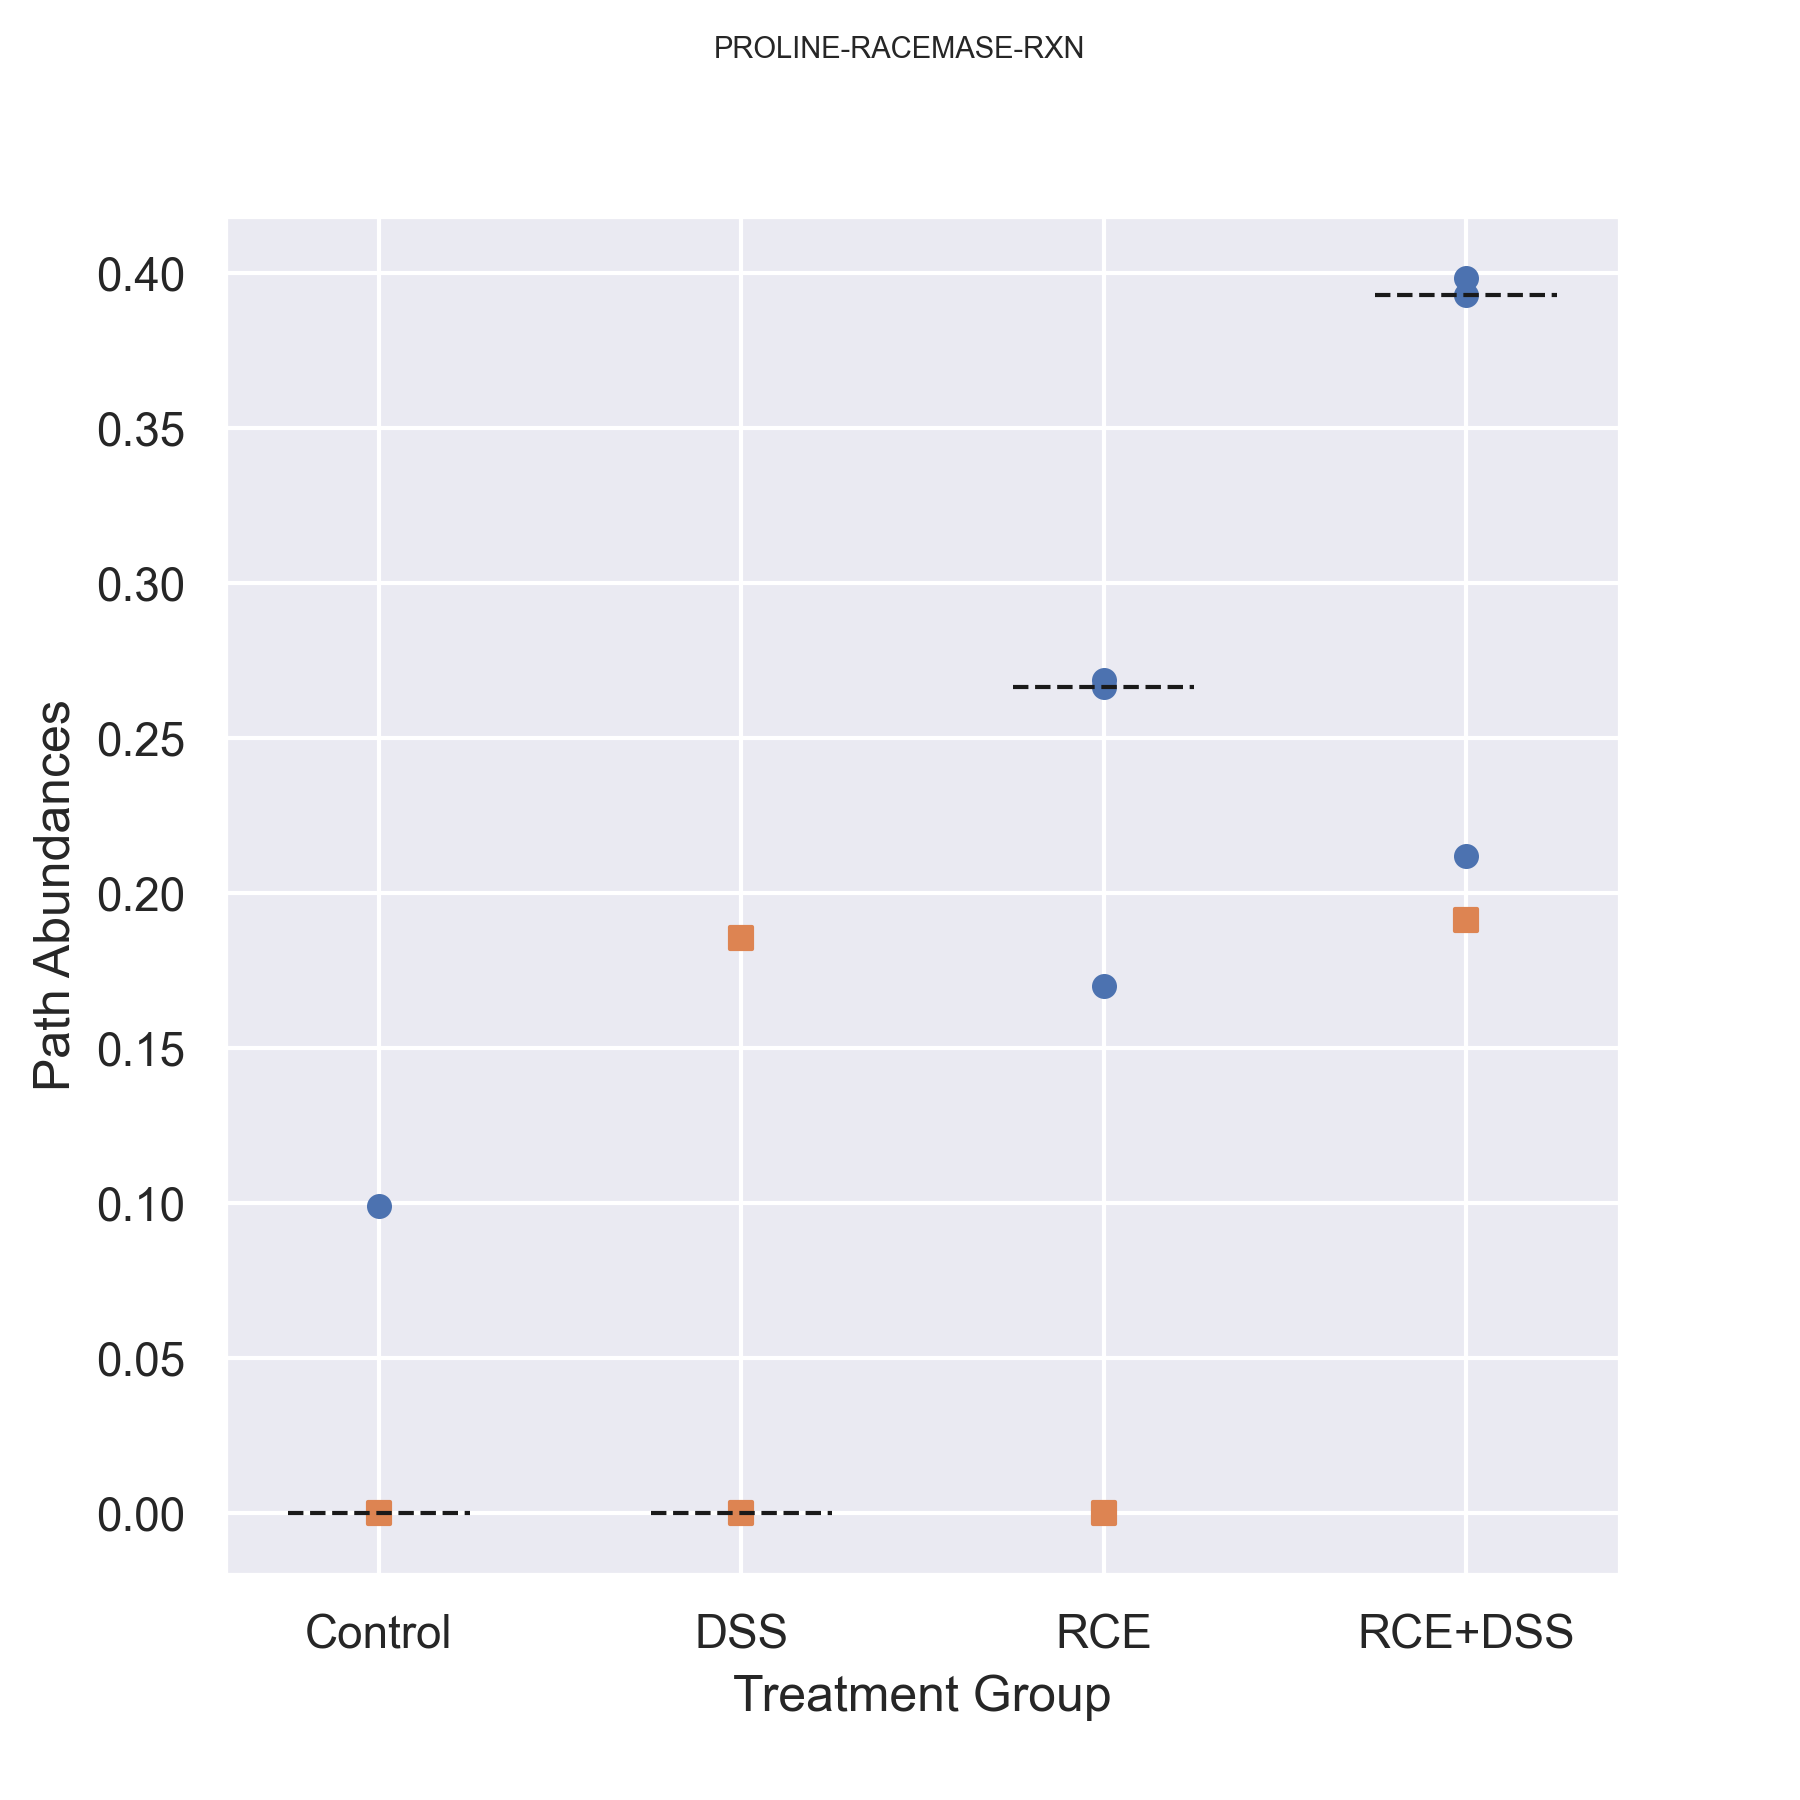 PROLINE-RACEMASE-RXN
0.40
0.35
0.30
0.25
0.20
0.15
0.10
0.05
0.00
Path Abundances
Control DSS RCE RCE+DSS
Treatment Group